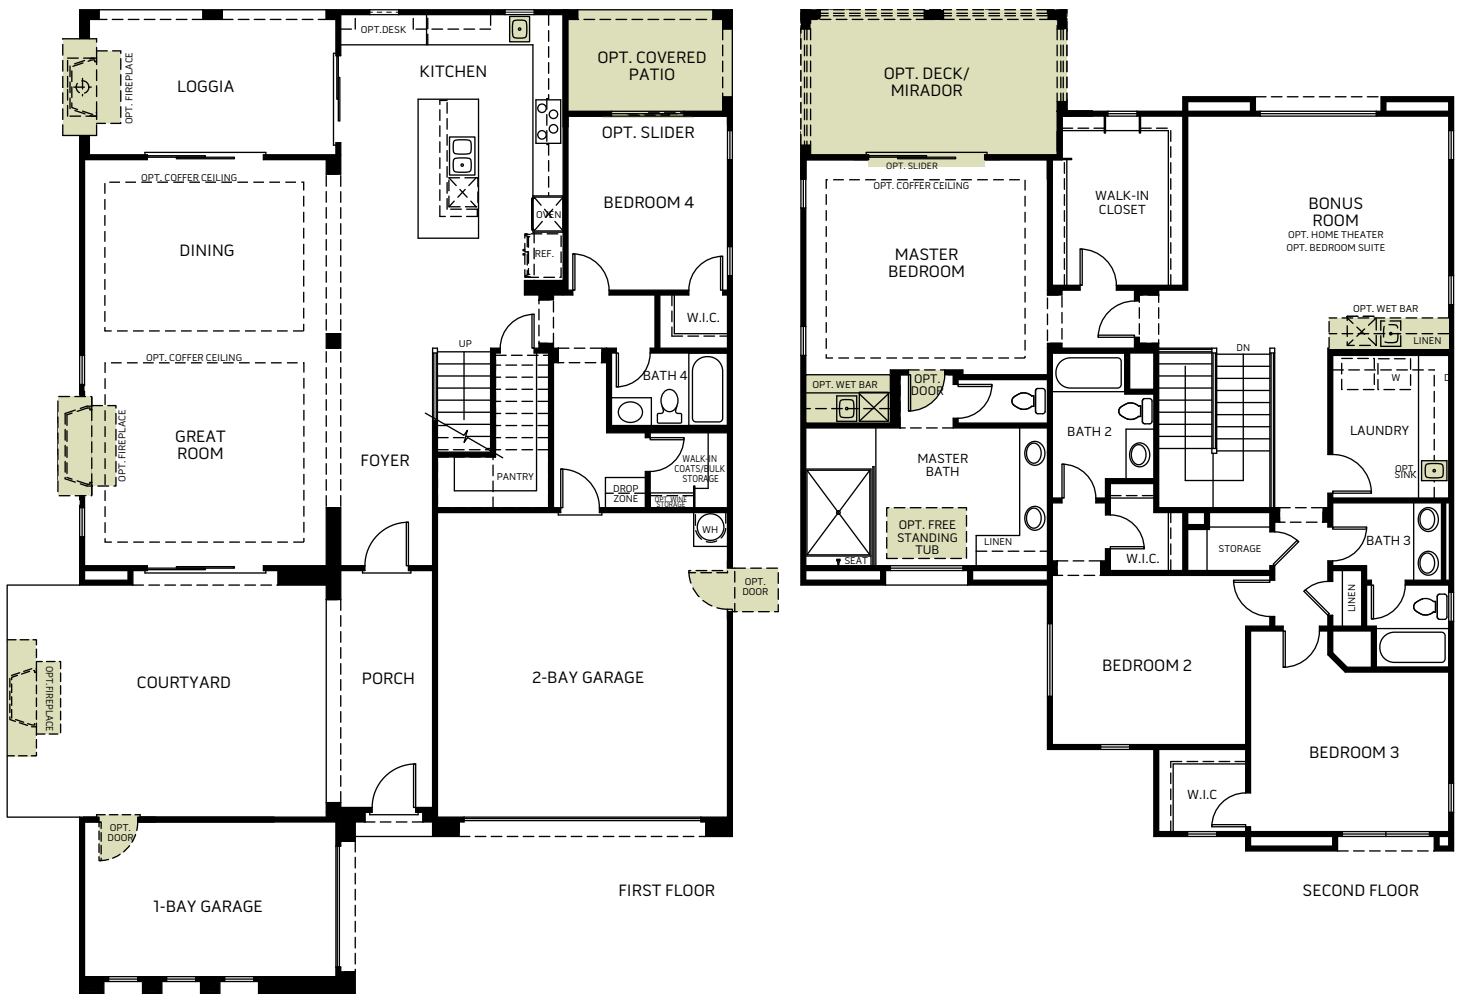 OPT.DESK
LOGGIA
OPT. FIREPLACE
KITCHEN
OPT. COVERED
PATIO
OPT. SLIDER
OPT. COFFER CEILING
DINING
BEDROOM 4
OVEN
REF.
W.I.C.
UP
OPT. COFFER CEILING
BATH 4
OPT. FIREPLACE
GREAT
ROOM
FOYER
PANTRY
WALK-IN
COATS/BULK
STORAGE
DROP
ZONE
OPT. WINE
STORAGE
WH
OPT.
DOOR
OPT.FIREPLACE
COURTYARD
PORCH
2-BAY GARAGE
OPT.
DOOR
1-BAY GARAGE
FIRST FLOOR
OPT. DECK/
MIRADOR
OPT. SLIDER
OPT. COFFER CEILING
WALK-IN
CLOSET
BONUS
ROOM
OPT. HOME THEATER
OPT. BEDROOM SUITE
MASTER
BEDROOM
OPT. WET BAR
LINEN
DN
OPT. WET BAR
OPT.
DOOR
W
D
BATH 2
LAUNDRY
MASTER
BATH
OPT.
SINK
OPT. FREE
STANDING
TUB
LINEN
SEAT
W.I.C.
STORAGE
BATH 3
LINEN
BEDROOM 2
BEDROOM 3
W.I.C
SECOND FLOOR